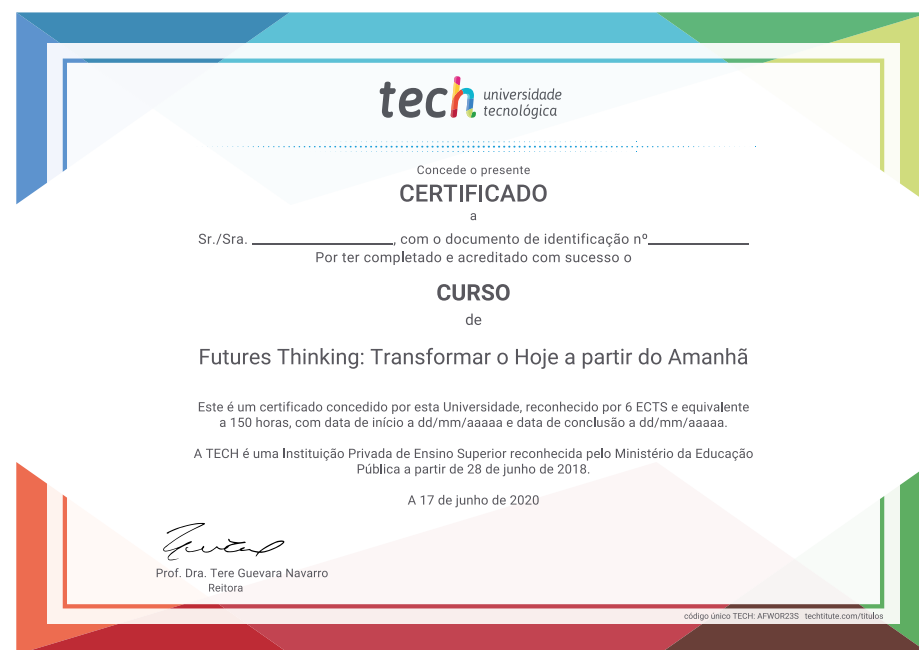 tech universidade
tecnológica
Concede o presente
CERTIFICADO
a
Sr./Sra. ____________________, com o documento de identificação nº______________
Por ter completado e acreditado com sucesso o
CURSO
de
Futures Thinking: Transformar o Hoje a partir do Amanhã
Este é um certificado concedido por esta Universidade, reconhecido por 6 ECTS e equivalente
a 150 horas, com data de início a dd/mm/aaaaa e data de conclusão a dd/mm/aaaaa.
A TECH é uma Instituição Privada de Ensino Superior reconhecida pelo Ministério da Educação
Pública a partir de 28 de junho de 2018.
A 17 de junho de 2020
Prof. Dra. Tere Guevara Navarro
Reitora
código único TECH: AFWOR23S techtitute.com/titulos